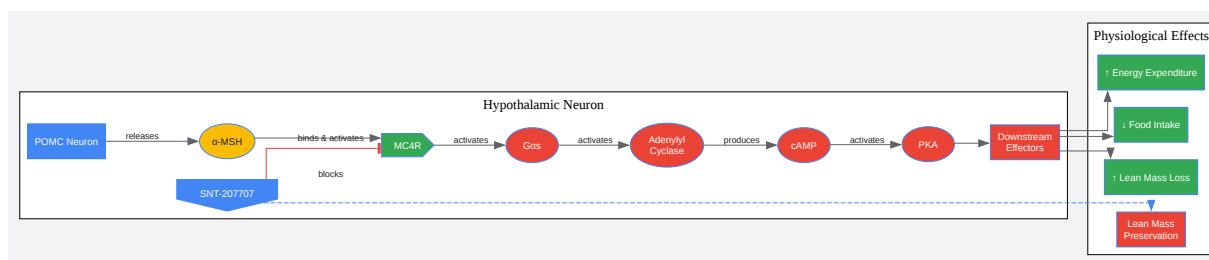 Physiological Effects
↑ Energy Expenditure
Hypothalamic Neuron
POMC Neuron
releases
α-MSH
binds & activates
MC4R
activates
Gαs
activates
Adenylyl
Cyclase
produces
cAMP
activates
PKA
Downstream
Effectors
↓ Food Intake
blocks
↑ Lean Mass Loss
SNT-207707
Lean Mass
Preservation